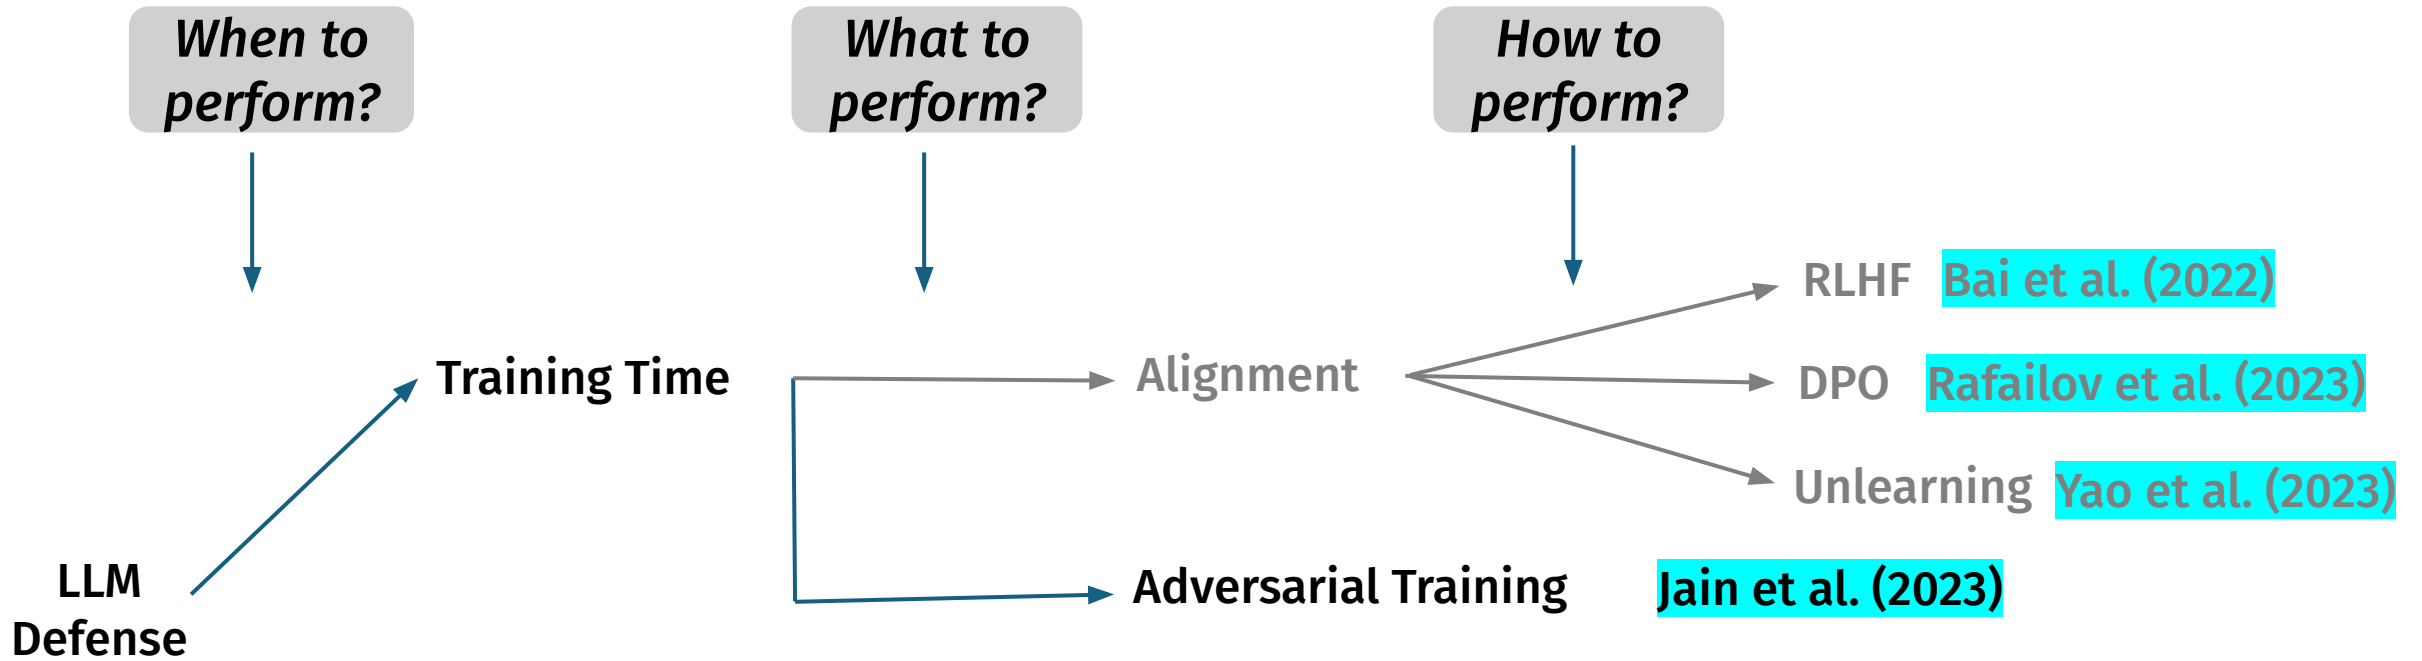 When to
perform?
What to
perform?
How to
perform?
RLHF Bai et al. (2022)
Training Time
Alignment
DPO Rafailov et al. (2023)
Unlearning Yao et al. (2023)
LLM
Defense
Adversarial Training Jain et al. (2023)